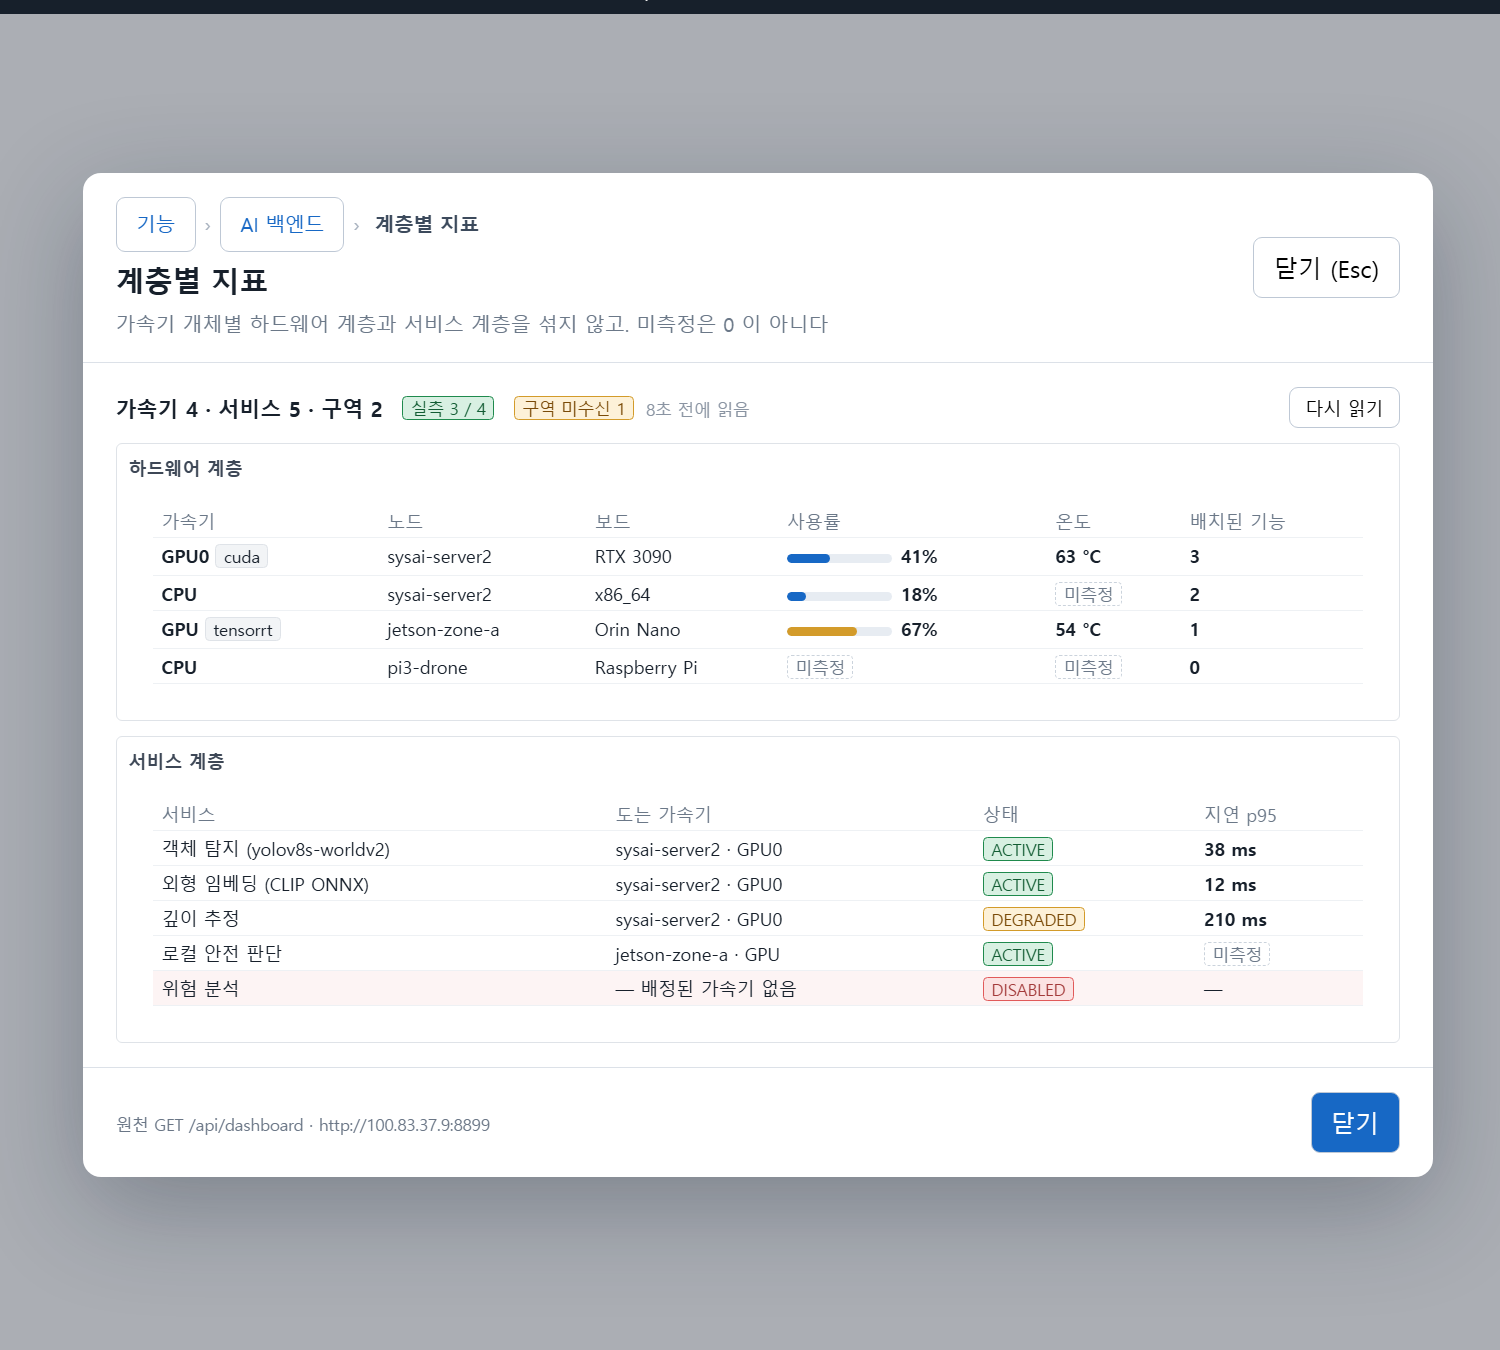 기능 › AI 백엔드 › 계층별 지표
닫기 (Esc)
계층별 지표
가속기 개체별 하드웨어 계층과 서비스 계층을 섞지 않고. 미측정은 0 이 아니다
가속기 4 · 서비스 5 · 구역 2 실측 3 / 4 구역 미수신 1 8초 전에 읽음 다시 읽기
하드웨어 계층
가속기 노드 보드 사용률 온도 배치된 기능
GPU0 cuda sysai-server2 RTX 3090 41% 63 °C 3
CPU sysai-server2 x86_64 18% 미측정 2
GPU tensorrt jetson-zone-a Orin Nano 67% 54 °C 1
CPU pi3-drone Raspberry Pi 미측정 미측정 0
서비스 계층
서비스 도는 가속기 상태 지연 p95
객체 탐지 (yolov8s-worldv2) sysai-server2 · GPU0 ACTIVE 38 ms
외형 임베딩 (CLIP ONNX) sysai-server2 · GPU0 ACTIVE 12 ms
깊이 추정 sysai-server2 · GPU0 DEGRADED 210 ms
로컬 안전 판단 jetson-zone-a · GPU ACTIVE 미측정
위험 분석 — 배정된 가속기 없음 DISABLED —
원천 GET /api/dashboard · http://100.83.37.9:8899
닫기